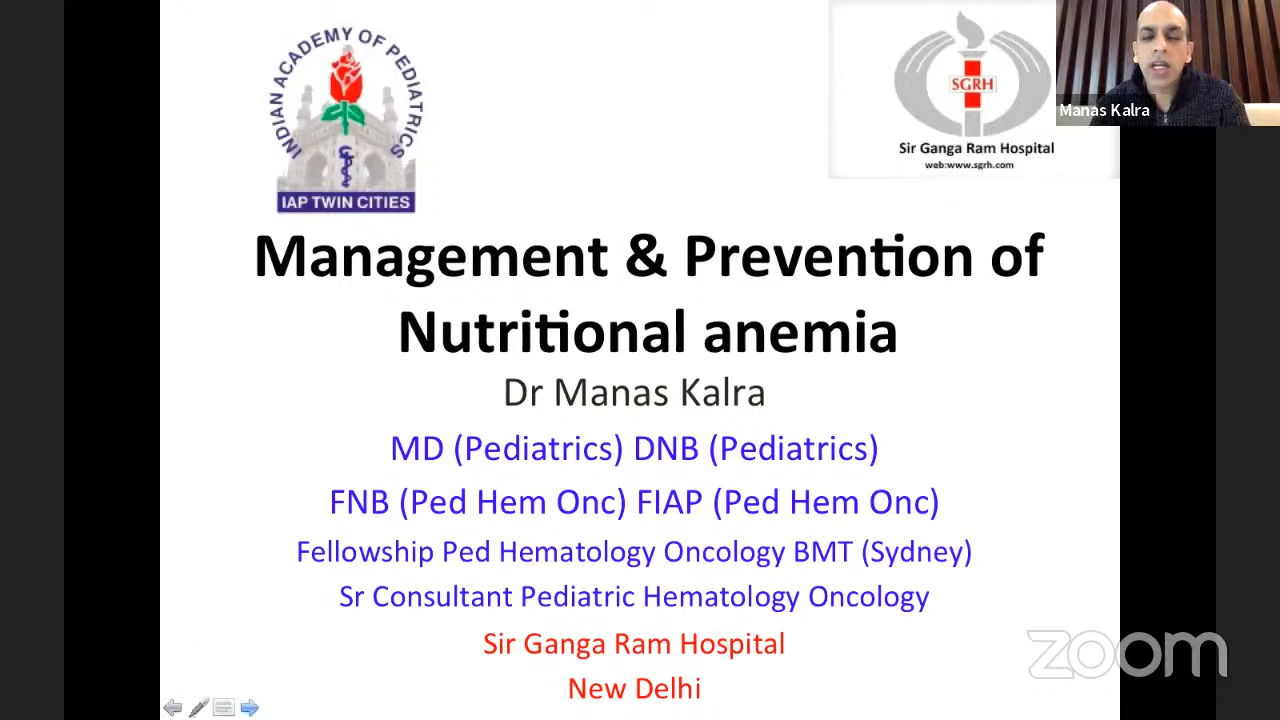 INDIAN ACADEMY OF PEDIATRICS
IAP TWIN CITIES
SGRH
Sir Ganga Ram Hospital
web:www.sgrh.com
Manas Kalra
Management & Prevention of
Nutritional anemia
Dr Manas Kalra
MD (Pediatrics) DNB (Pediatrics)
FNB (Ped Hem Onc) FIAP (Ped Hem Onc)
Fellowship Ped Hematology Oncology BMT (Sydney)
Sr Consultant Pediatric Hematology Oncology
Sir Ganga Ram Hospital
New Delhi
zoom